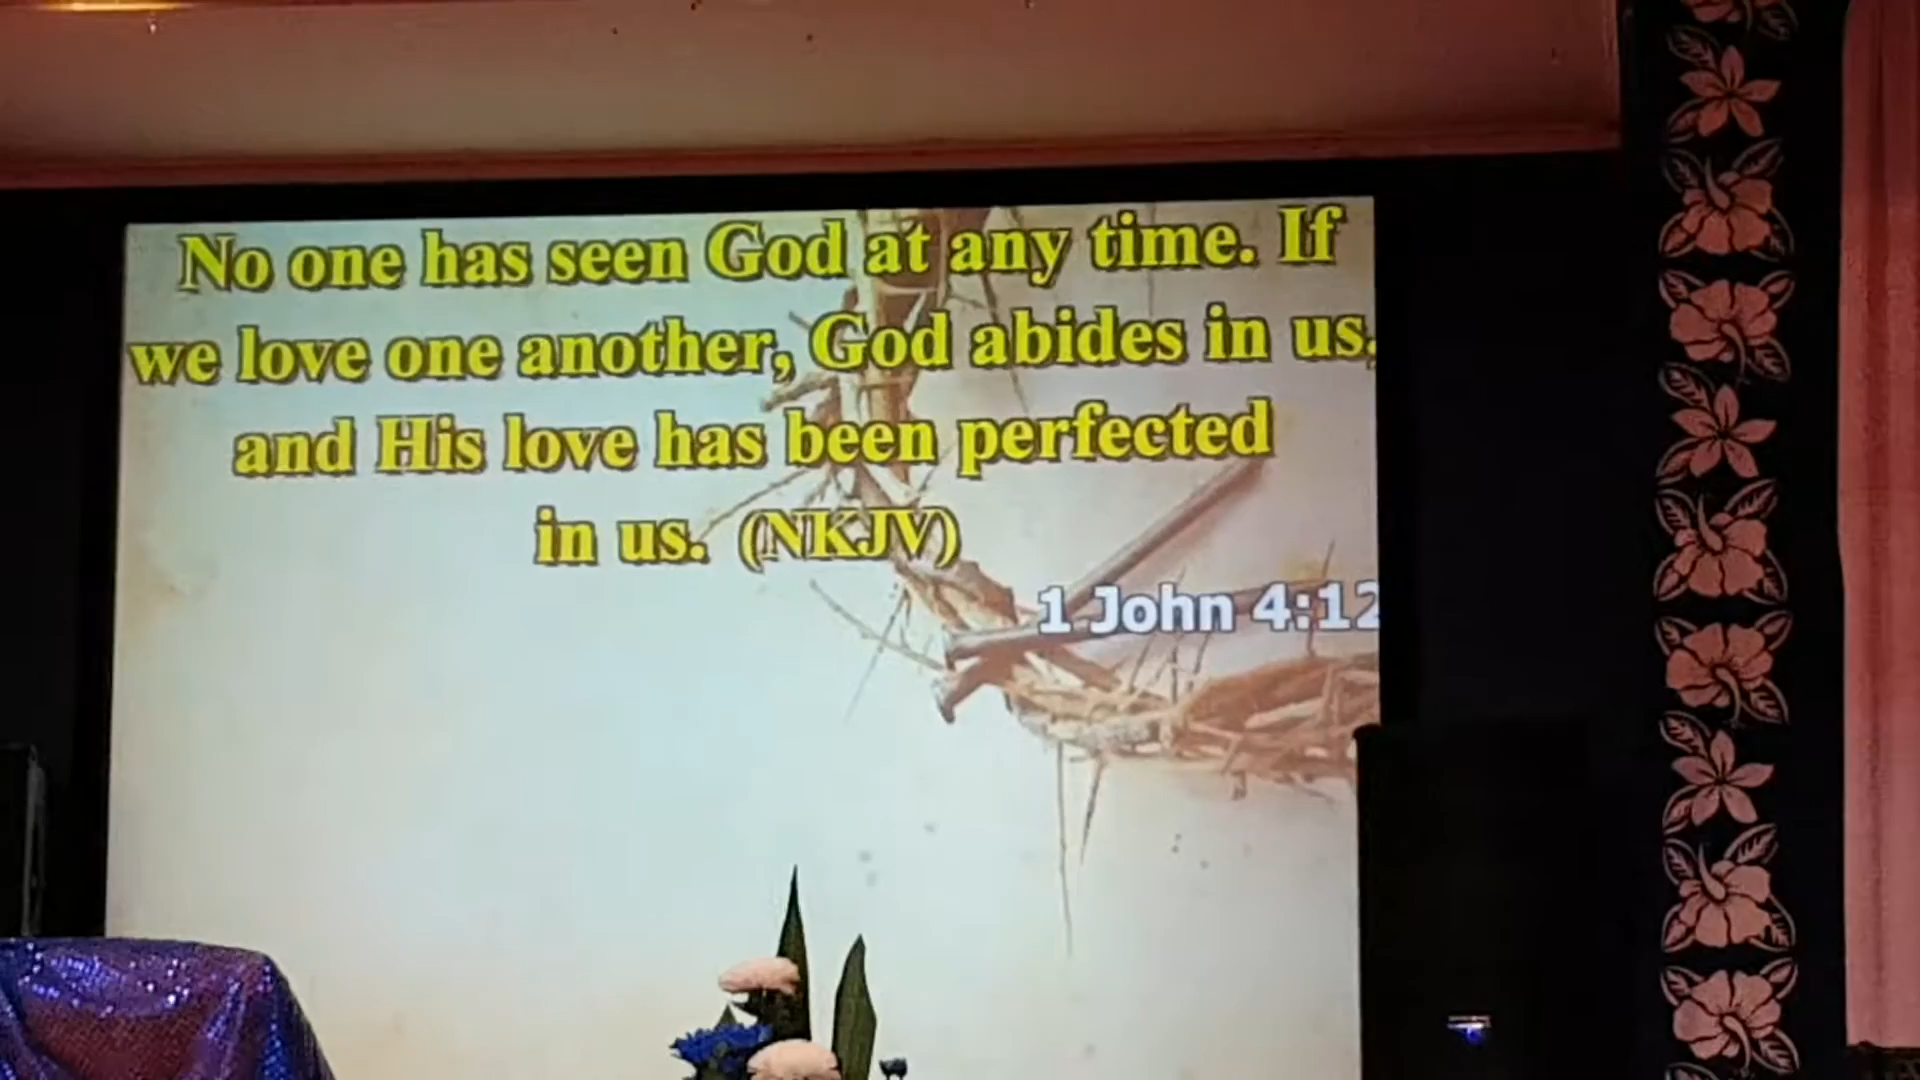 No one has seen God at any time. If
we love one another, God abides in us,
and His love has been perfected
in us. (NKJV)
1 John 4:12